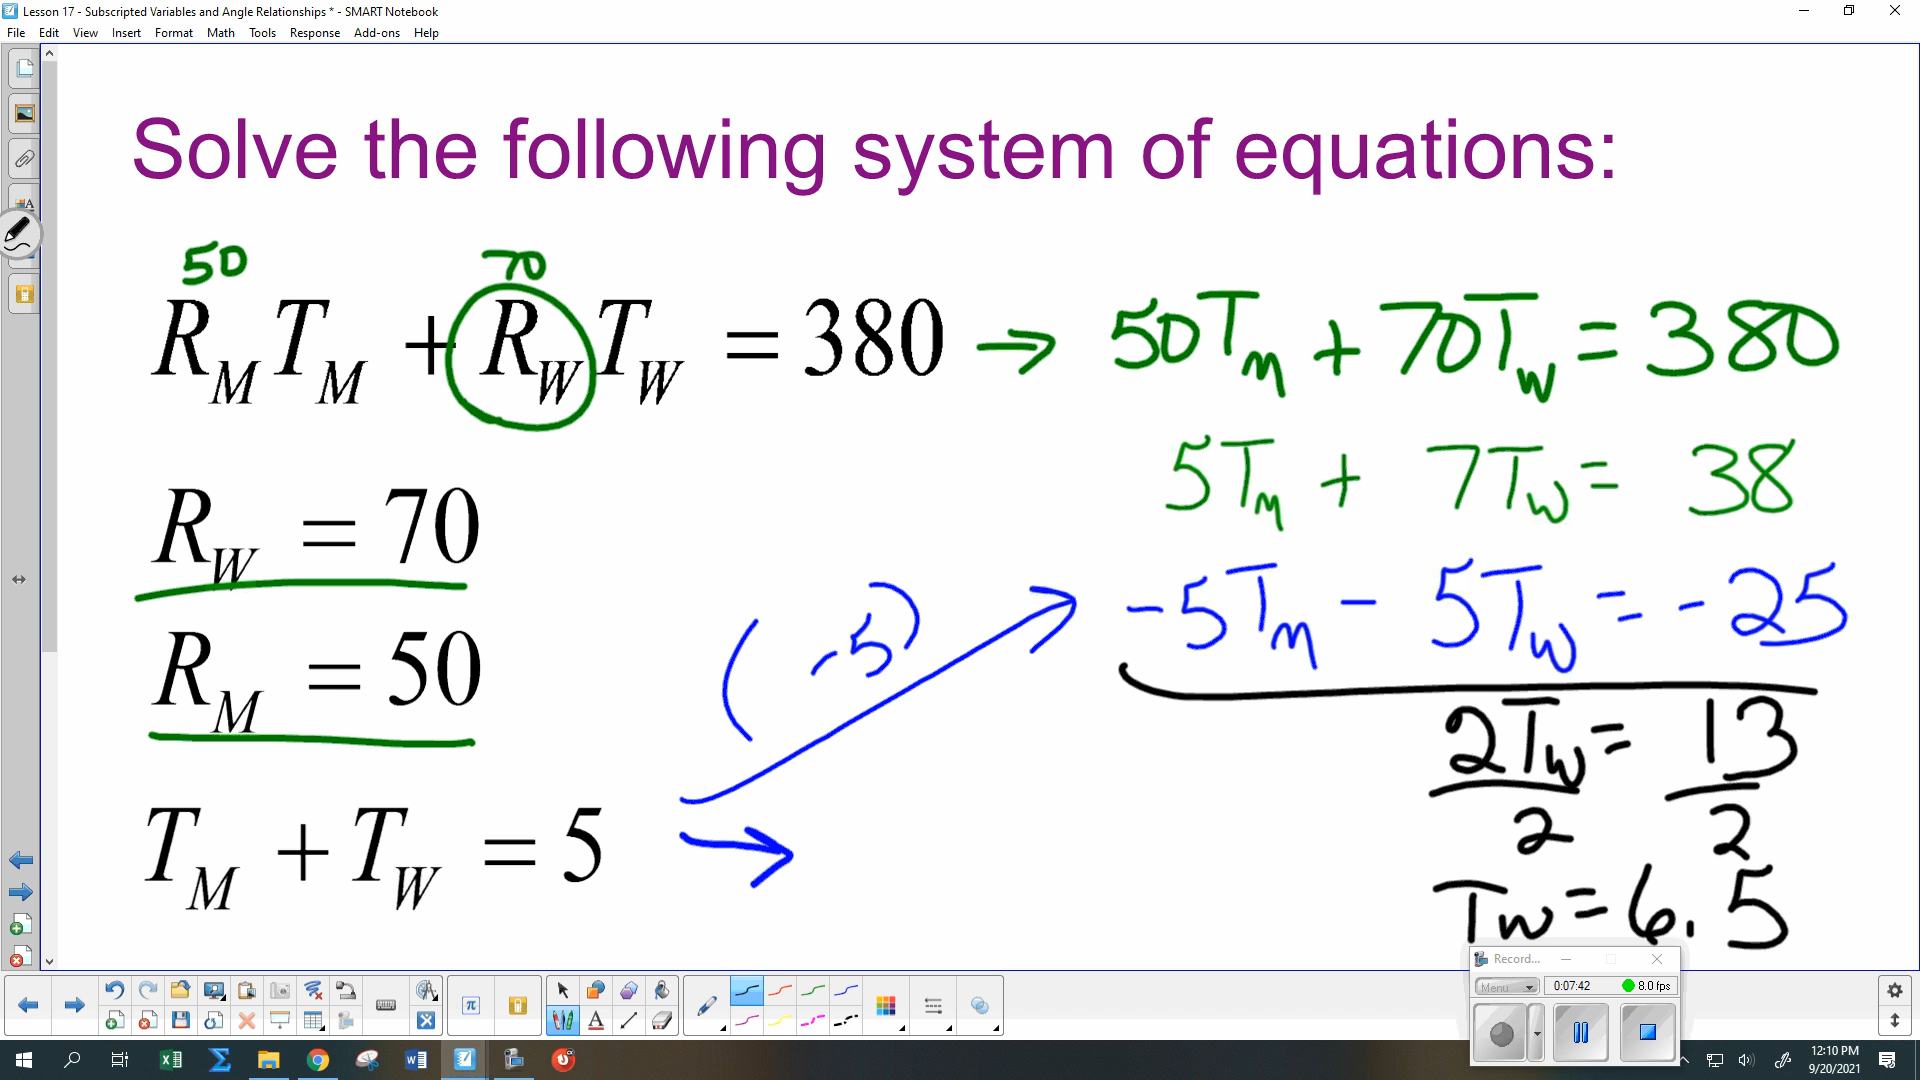 Lesson 17 - Subscripted Variables and Angle Relationships * - SMART Notebook
File Edit View Insert Format Math Tools Response Add-ons Help
Solve the following system of equations:
50 70
R_M T_M + R_W T_W = 380 → 50T_m + 70T_w = 380
5T_m + 7T_w = 38
R_W = 70
(-5) -5T_m - 5T_w = -25
R_M = 50
2T_w = 13
2 2
T_M + T_W = 5
T_w = 6.5
Record...
Menu 0:07:42 8.0 fps
12:10 PM
9/20/2021